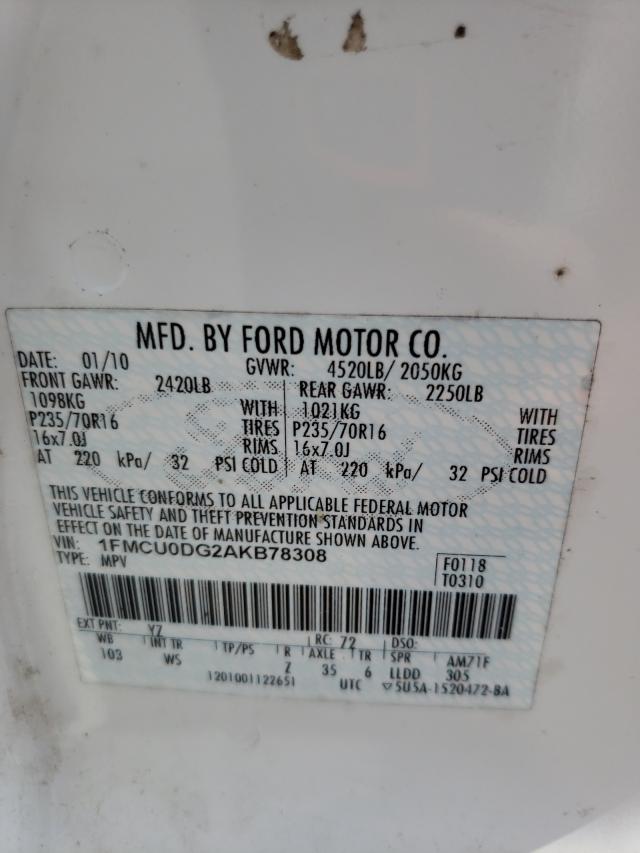 MFD. BY FORD MOTOR CO.
DATE: 01/10 GVWR: 4520LB/ 2050KG
FRONT GAWR: 2420LB REAR GAWR: 2250LB
1098KG WITH 1021KG WITH
P235/70R16 TIRES P235/70R16 TIRES
16x7.0J RIMS 16x7.0J RIMS
AT 220 kPa/ 32 PSI COLD AT 220 kPa/ 32 PSI COLD
THIS VEHICLE CONFORMS TO ALL APPLICABLE FEDERAL MOTOR
VEHICLE SAFETY AND THEFT PREVENTION STANDARDS IN
EFFECT ON THE DATE OF MANUFACTURE SHOWN ABOVE.
VIN: 1FMCU0DG2AKB78308 F0118
TYPE: MPV T0310
EXT PNT: YZ RC: 72 DSO:
WB INT TR TP/PS R AXLE TR SPR AM71F
103 WS Z 35 6 LLDD 305
1201001122651 UTC ▽5U5A-1520472-BA